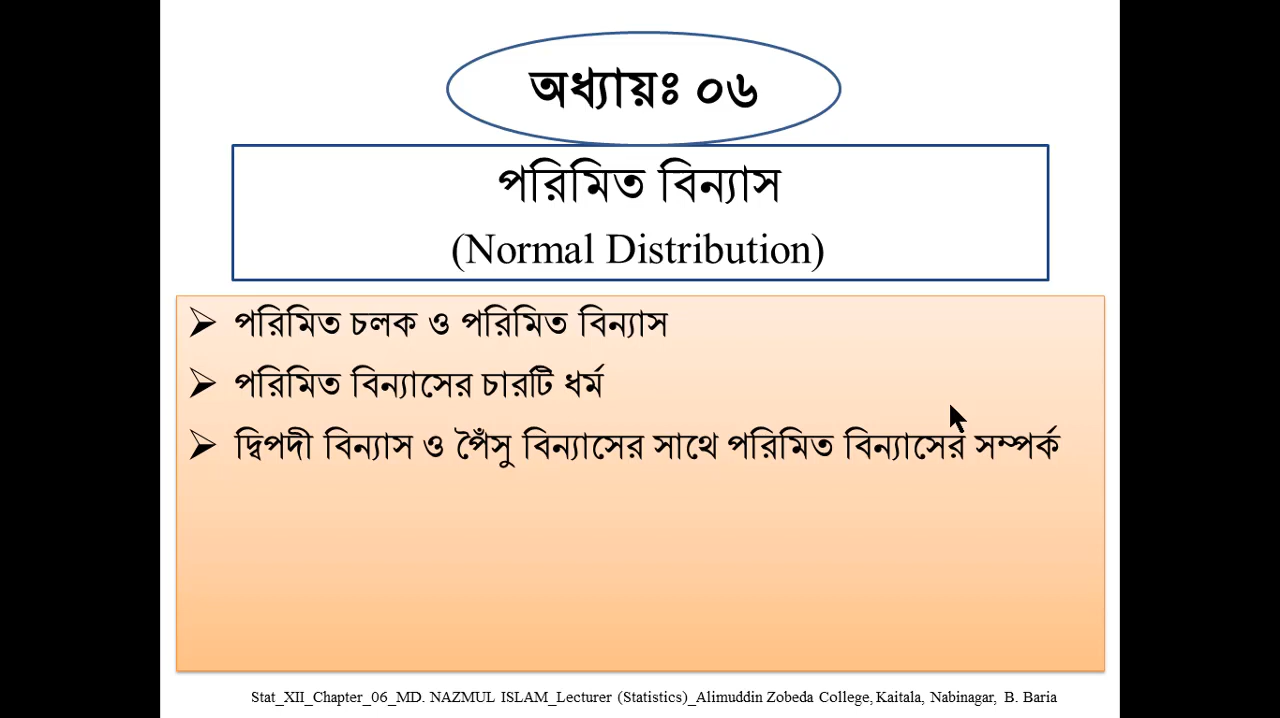 অধ্যায়ঃ ০৬
পরিমিত বিন্যাস
(Normal Distribution)
➢ পরিমিত চলক ও পরিমিত বিন্যাস
➢ পরিমিত বিন্যাসের চারটি ধর্ম
➢ দ্বিপদী বিন্যাস ও পৈঁসু বিন্যাসের সাথে পরিমিত বিন্যাসের সম্পর্ক
Stat_XII_Chapter_06_MD. NAZMUL ISLAM_Lecturer (Statistics)_Alimuddin Zobeda College, Kaitala, Nabinagar, B. Baria